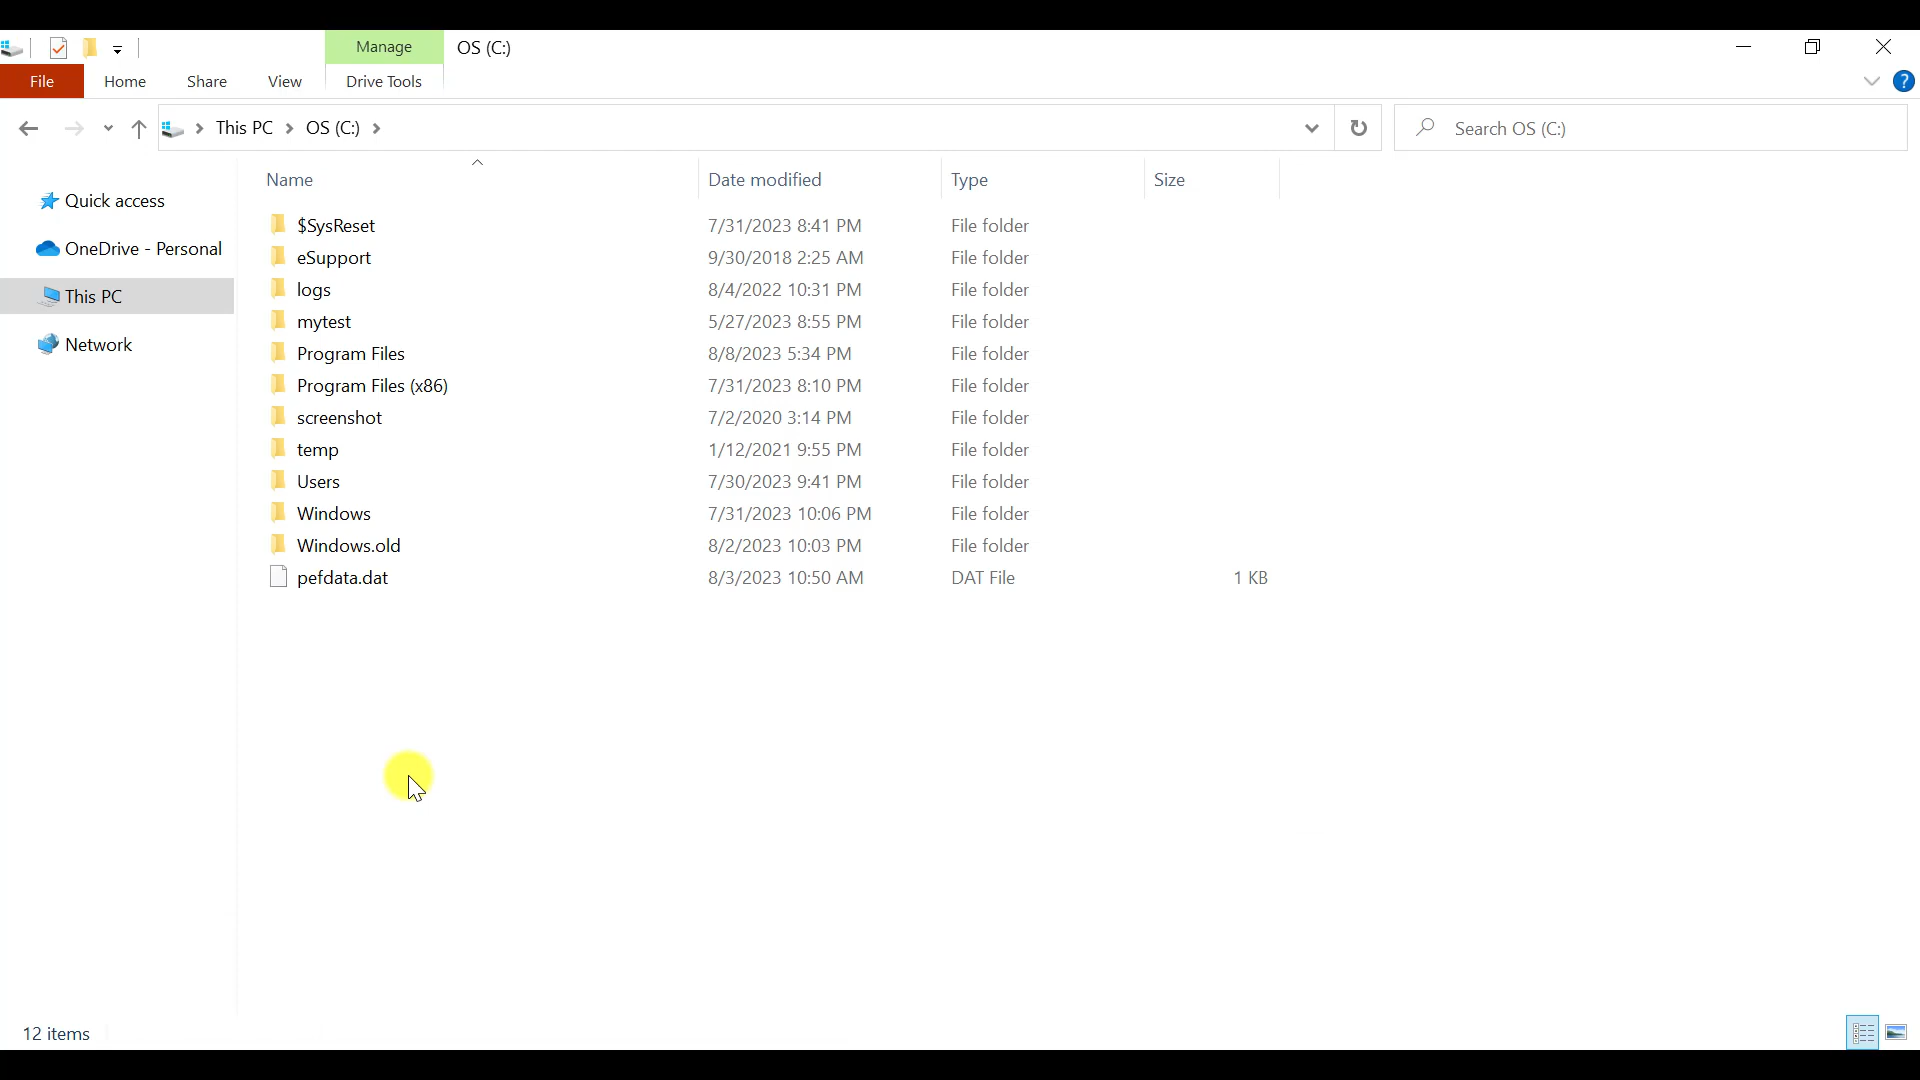 Manage OS (C:)
File Home Share View Drive Tools ?
This PC OS (C:) Search OS (C:)
Name Date modified Type Size
Quick access
OneDrive - Personal
This PC
Network
$SysReset 7/31/2023 8:41 PM File folder
eSupport 9/30/2018 2:25 AM File folder
logs 8/4/2022 10:31 PM File folder
mytest 5/27/2023 8:55 PM File folder
Program Files 8/8/2023 5:34 PM File folder
Program Files (x86) 7/31/2023 8:10 PM File folder
screenshot 7/2/2020 3:14 PM File folder
temp 1/12/2021 9:55 PM File folder
Users 7/30/2023 9:41 PM File folder
Windows 7/31/2023 10:06 PM File folder
Windows.old 8/2/2023 10:03 PM File folder
pefdata.dat 8/3/2023 10:50 AM DAT File 1 KB
12 items